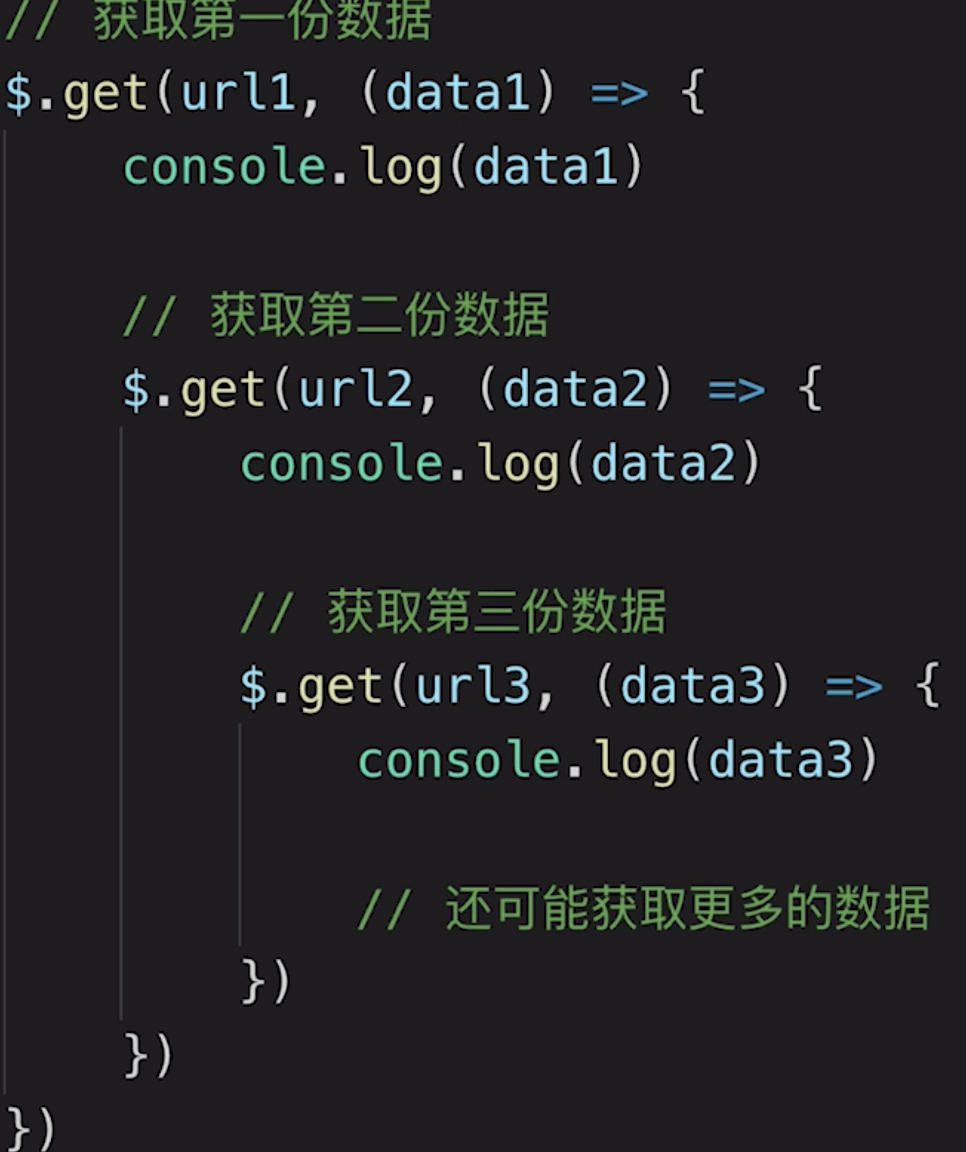 // 获取第一份数据
$.get(url1, (data1) => {
    console.log(data1)
    // 获取第二份数据
    $.get(url2, (data2) => {
        console.log(data2)
        // 获取第三份数据
        $.get(url3, (data3) => {
            console.log(data3)
            // 还可能获取更多的数据
        })
    })
})